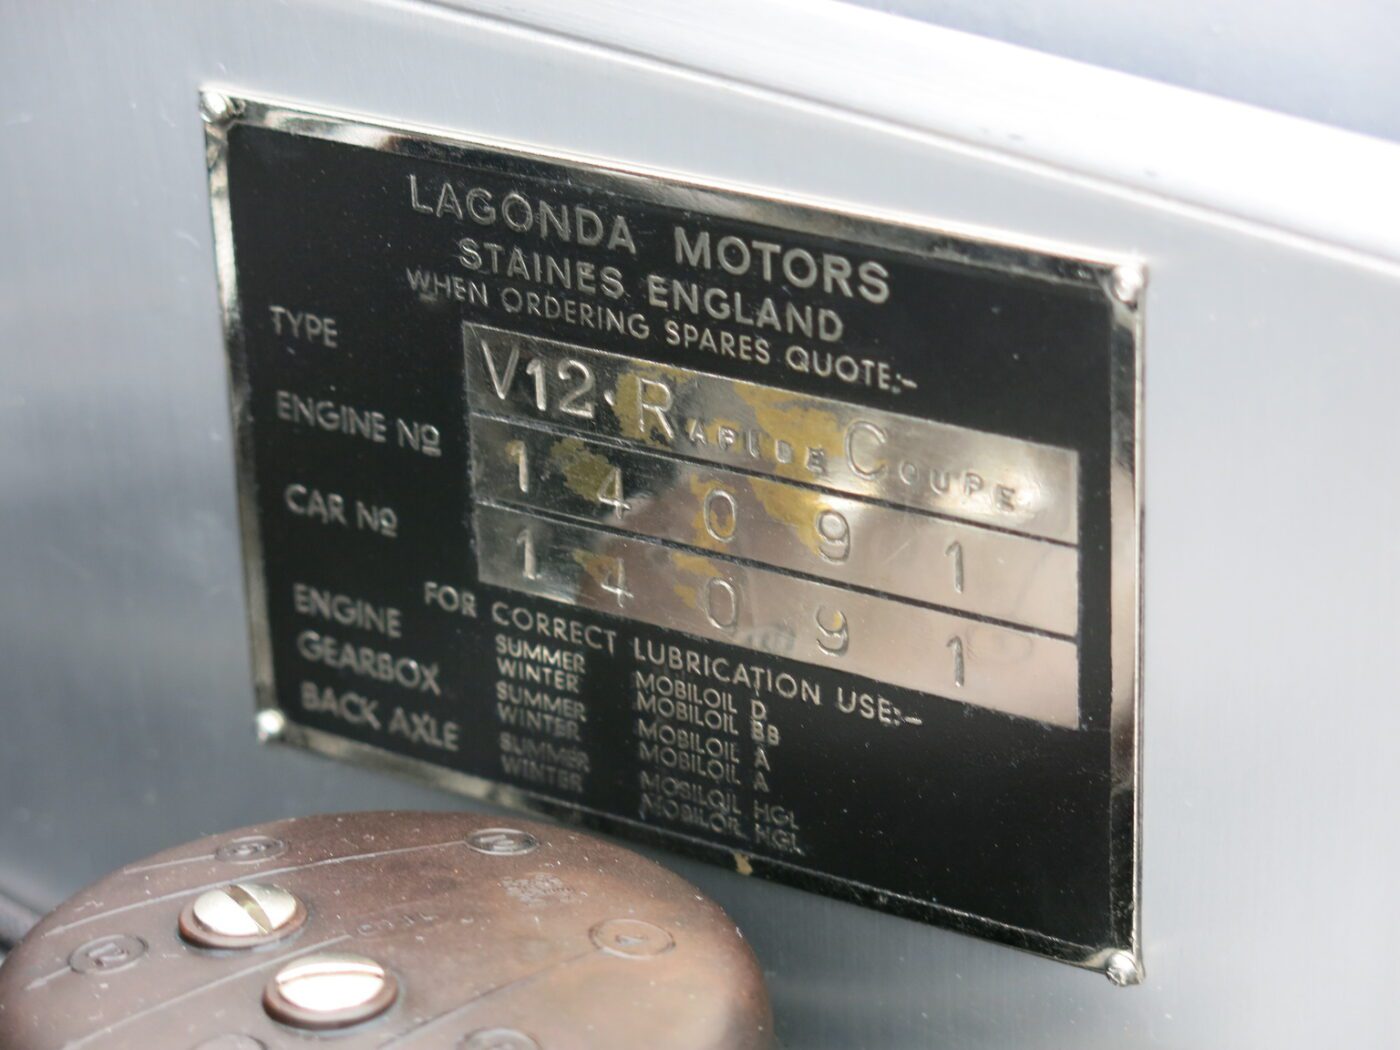 LAGONDA MOTORS
STAINES ENGLAND
WHEN ORDERING SPARES QUOTE:-
TYPE V12·RAPIDE COUPE
ENGINE Nº 14091
CAR Nº 14091
FOR CORRECT LUBRICATION USE:-
ENGINE SUMMER MOBILOIL D
WINTER MOBILOIL BB
GEARBOX SUMMER MOBILOIL A
WINTER MOBILOIL A
BACK AXLE SUMMER MOBILOIL HGL
WINTER MOBILOIL HGL